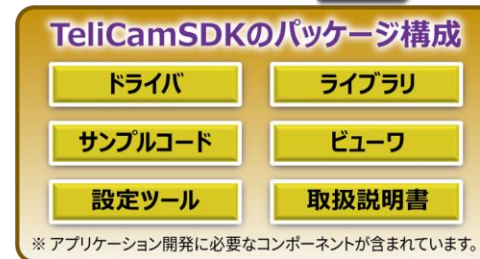 TeliCamSDKのパッケージ構成
ドライバ ライブラリ
サンプルコード ビューワ
設定ツール 取扱説明書
※ アプリケーション開発に必要なコンポーネントが含まれています。